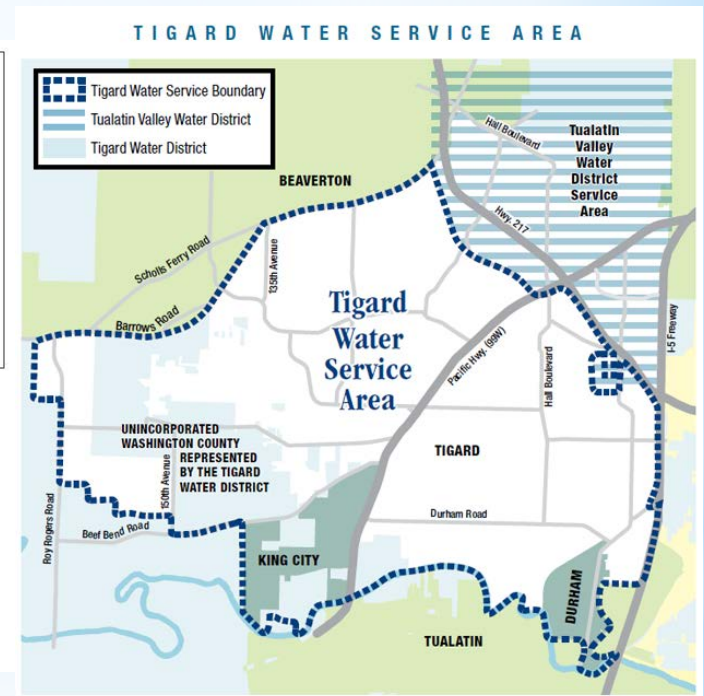 TIGARD WATER SERVICE AREA
Tigard Water Service Boundary
Tualatin Valley Water District
Tigard Water District
Hall Boulevard
Tualatin
Valley
Water
District
Service
Area
BEAVERTON
Hwy. 217
Scholls Ferry Road
135th Avenue
Barrows Road
Tigard
Water
Service
Area
Pacific Hwy. (99W)
I-5 Freeway
Hall Boulevard
UNINCORPORATED
WASHINGTON COUNTY
REPRESENTED
BY THE TIGARD
WATER DISTRICT
150th Avenue
TIGARD
Roy Rogers Road
Beef Bend Road
Durham Road
KING CITY
DURHAM
TUALATIN